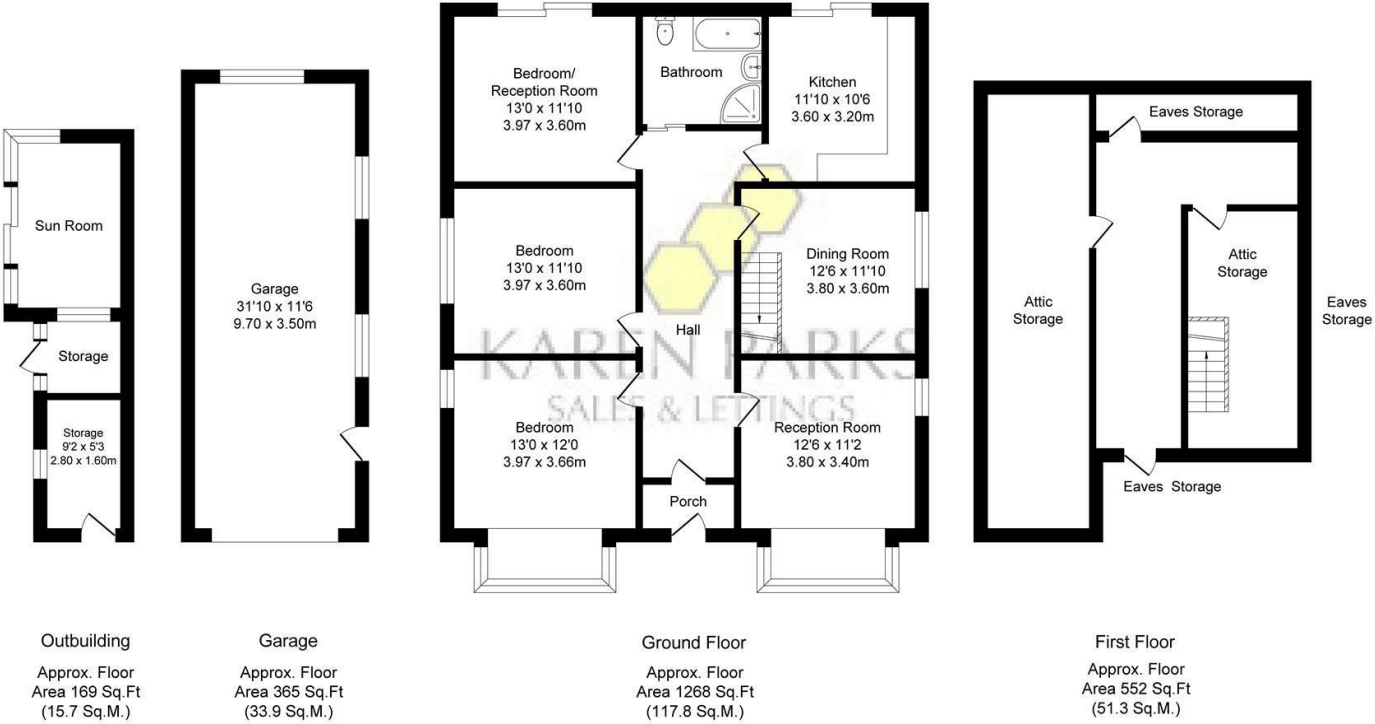 Bedroom/
Reception Room
13'0 x 11'10
3.97 x 3.60m
Bathroom
Kitchen
11'10 x 10'6
3.60 x 3.20m
Eaves Storage
Sun Room
Bedroom
13'0 x 11'10
3.97 x 3.60m
Dining Room
12'6 x 11'10
3.80 x 3.60m
Attic
Storage
Garage
31'10 x 11'6
9.70 x 3.50m
Attic
Storage
Eaves
Storage
Hall
Storage
KAREN PARKS
SALES & LETTINGS
Storage
9'2 x 5'3
2.80 x 1.60m
Bedroom
13'0 x 12'0
3.97 x 3.66m
Reception Room
12'6 x 11'2
3.80 x 3.40m
Porch
Eaves Storage
Outbuilding
Approx. Floor
Area 169 Sq.Ft
(15.7 Sq.M.)
Garage
Approx. Floor
Area 365 Sq.Ft
(33.9 Sq.M.)
Ground Floor
Approx. Floor
Area 1268 Sq.Ft
(117.8 Sq.M.)
First Floor
Approx. Floor
Area 552 Sq.Ft
(51.3 Sq.M.)